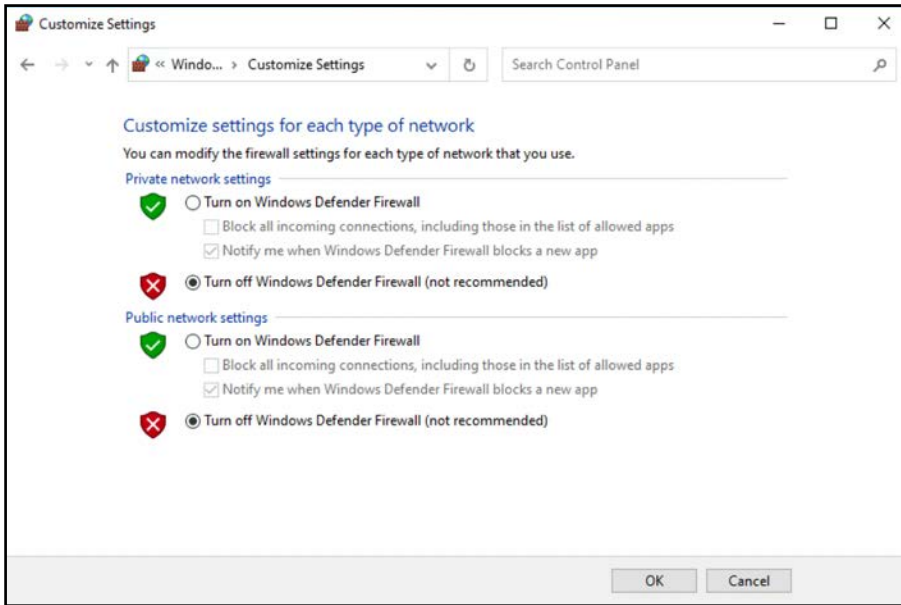 Customize Settings
« Windo... › Customize Settings
Search Control Panel
Customize settings for each type of network
You can modify the firewall settings for each type of network that you use.
Private network settings
Turn on Windows Defender Firewall
Block all incoming connections, including those in the list of allowed apps
Notify me when Windows Defender Firewall blocks a new app
Turn off Windows Defender Firewall (not recommended)
Public network settings
Turn on Windows Defender Firewall
Block all incoming connections, including those in the list of allowed apps
Notify me when Windows Defender Firewall blocks a new app
Turn off Windows Defender Firewall (not recommended)
OK Cancel